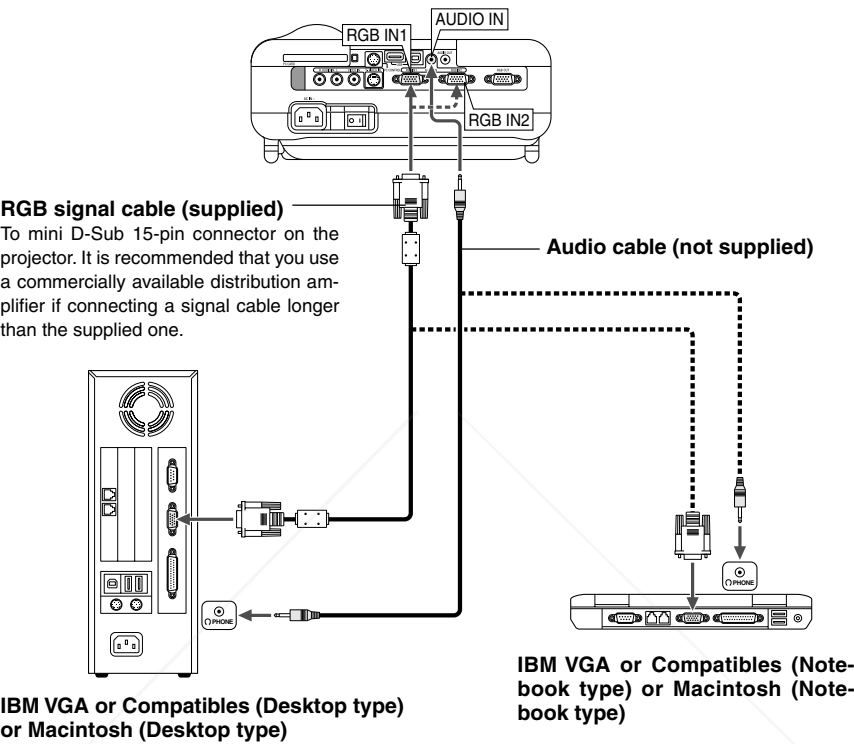 AUDIO IN
RGB IN1
RGB IN2
AC IN
RGB signal cable (supplied)
To mini D-Sub 15-pin connector on the
projector. It is recommended that you use
a commercially available distribution am-
plifier if connecting a signal cable longer
than the supplied one.
Audio cable (not supplied)
PHONE
PHONE
IBM VGA or Compatibles (Note-
book type) or Macintosh (Note-
book type)
IBM VGA or Compatibles (Desktop type)
or Macintosh (Desktop type)